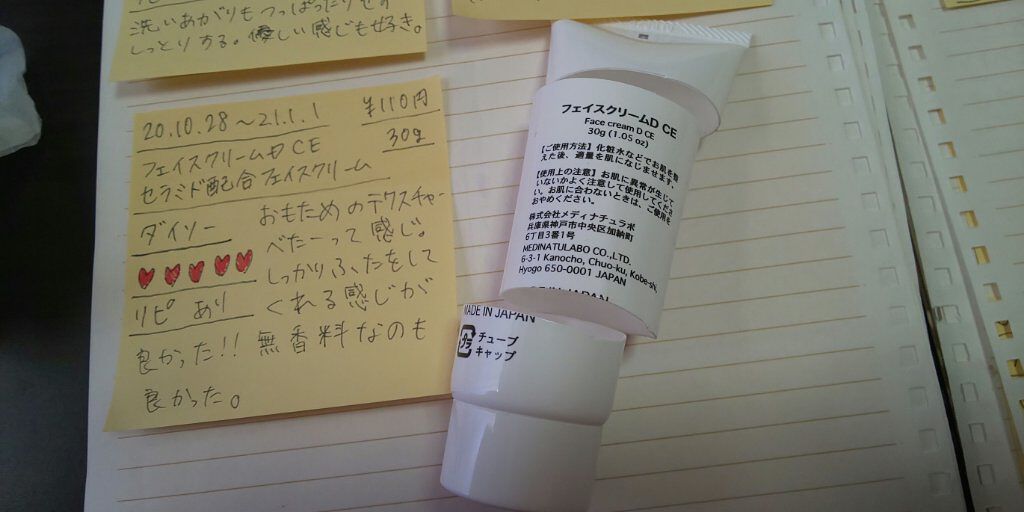 洗いあがりもつっぱったりせず
しっとりする。優しい感じも好き。
20.10.28〜21.1.1 ¥110円
フェイスクリームD CE 30g
セラミド配合フェイスクリーム
ダイソー
おもためのテクスチャー
べたーって感じ。
しっかりふたをして
リピ あり
くれる感じが
良かった!! 無香料なのも
良かった。
フェイスクリームD CE
Face cream D CE
30g (1.05 oz)
【ご使用方法】化粧水などでお肌を整
えた後、適量を肌になじませます。
【使用上の注意】お肌に異常が生じて
いないかよく注意して使用してくださ
い。お肌に合わないときは、ご使用を
おやめください。
株式会社メディナチュラボ
兵庫県神戸市中央区加納町
6丁目3番1号
MEDINATULABO CO.,LTD.
6-3-1 Kanocho, Chuo-ku, Kobe-shi,
Hyogo 650-0001 JAPAN
MADE IN JAPAN
プラ
チューブ
キャップ